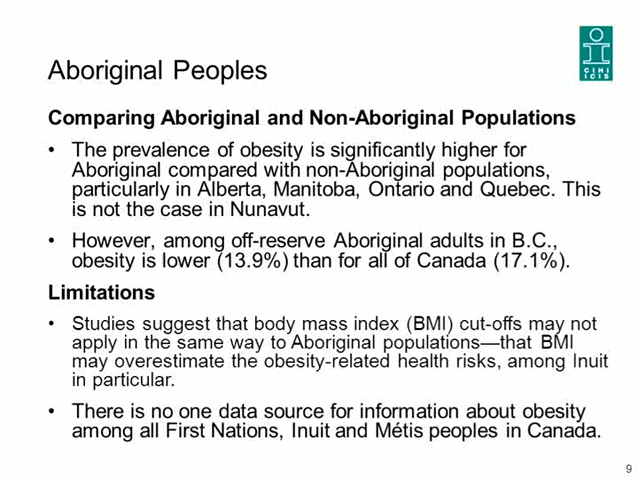 CIHI
ICIS
Aboriginal Peoples
Comparing Aboriginal and Non-Aboriginal Populations
• The prevalence of obesity is significantly higher for
Aboriginal compared with non-Aboriginal populations,
particularly in Alberta, Manitoba, Ontario and Quebec. This
is not the case in Nunavut.
• However, among off-reserve Aboriginal adults in B.C.,
obesity is lower (13.9%) than for all of Canada (17.1%).
Limitations
• Studies suggest that body mass index (BMI) cut-offs may not
apply in the same way to Aboriginal populations—that BMI
may overestimate the obesity-related health risks, among Inuit
in particular.
• There is no one data source for information about obesity
among all First Nations, Inuit and Métis peoples in Canada.
9